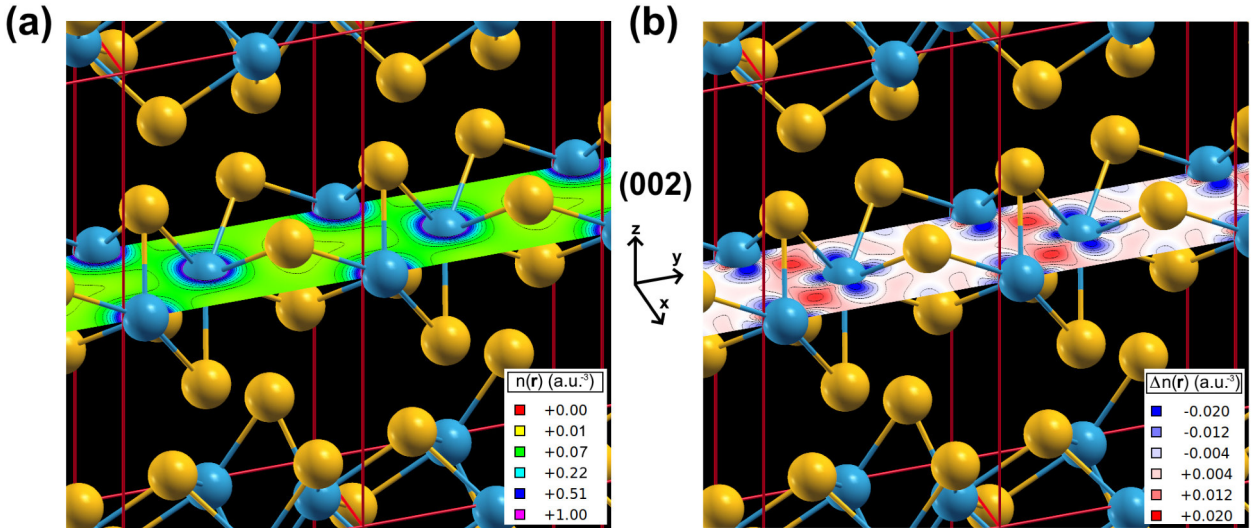 (a)
(b)
(002)
z
y
x
n(r) (a.u.⁻³)
+0.00
+0.01
+0.07
+0.22
+0.51
+1.00
Δn(r) (a.u.⁻³)
-0.020
-0.012
-0.004
+0.004
+0.012
+0.020